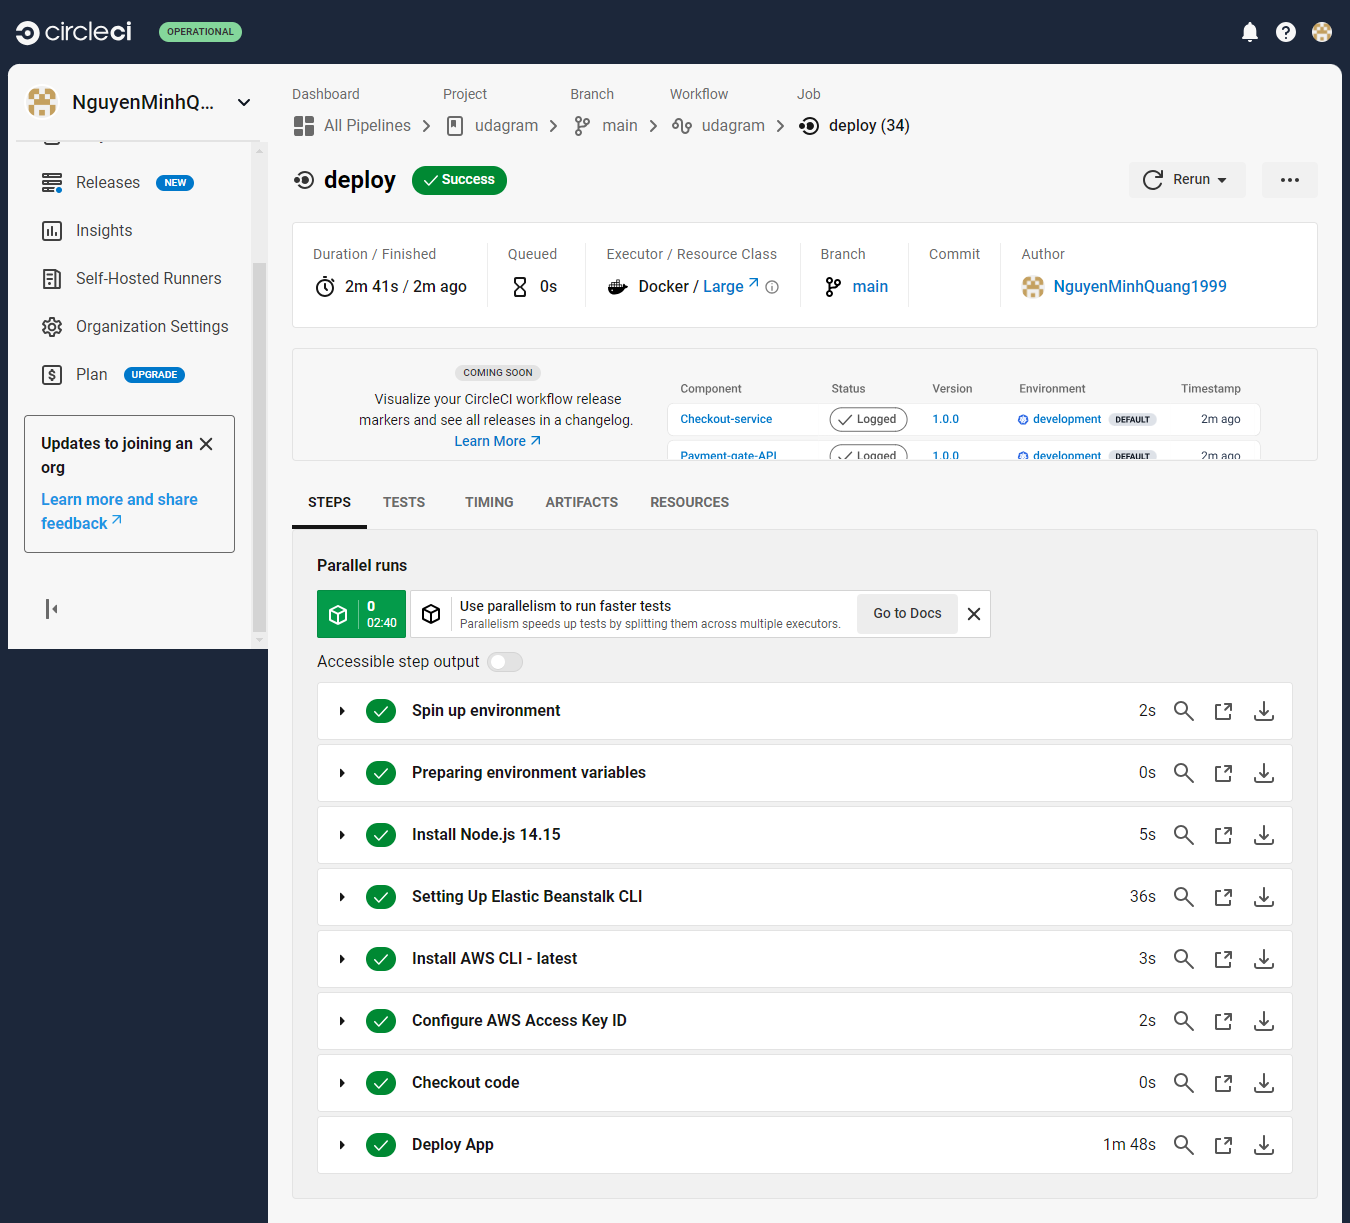 circleci OPERATIONAL
NguyenMinhQ...
Releases NEW
Insights
Self-Hosted Runners
Organization Settings
Plan UPGRADE
Updates to joining an
org
Learn more and share
feedback
Dashboard Project Branch Workflow Job
All Pipelines udagram main udagram deploy (34)
deploy Success Rerun
Duration / Finished Queued Executor / Resource Class Branch Commit Author
2m 41s / 2m ago 0s Docker / Large main NguyenMinhQuang1999
COMING SOON
Visualize your CircleCI workflow release
markers and see all releases in a changelog.
Learn More
Component Status Version Environment Timestamp
Checkout-service Logged 1.0.0 development DEFAULT 2m ago
Payment-gate-API Logged 1.0.0 development DEFAULT 2m ago
STEPS TESTS TIMING ARTIFACTS RESOURCES
Parallel runs
0
02:40
Use parallelism to run faster tests
Parallelism speeds up tests by splitting them across multiple executors.
Go to Docs
Accessible step output
Spin up environment 2s
Preparing environment variables 0s
Install Node.js 14.15 5s
Setting Up Elastic Beanstalk CLI 36s
Install AWS CLI - latest 3s
Configure AWS Access Key ID 2s
Checkout code 0s
Deploy App 1m 48s